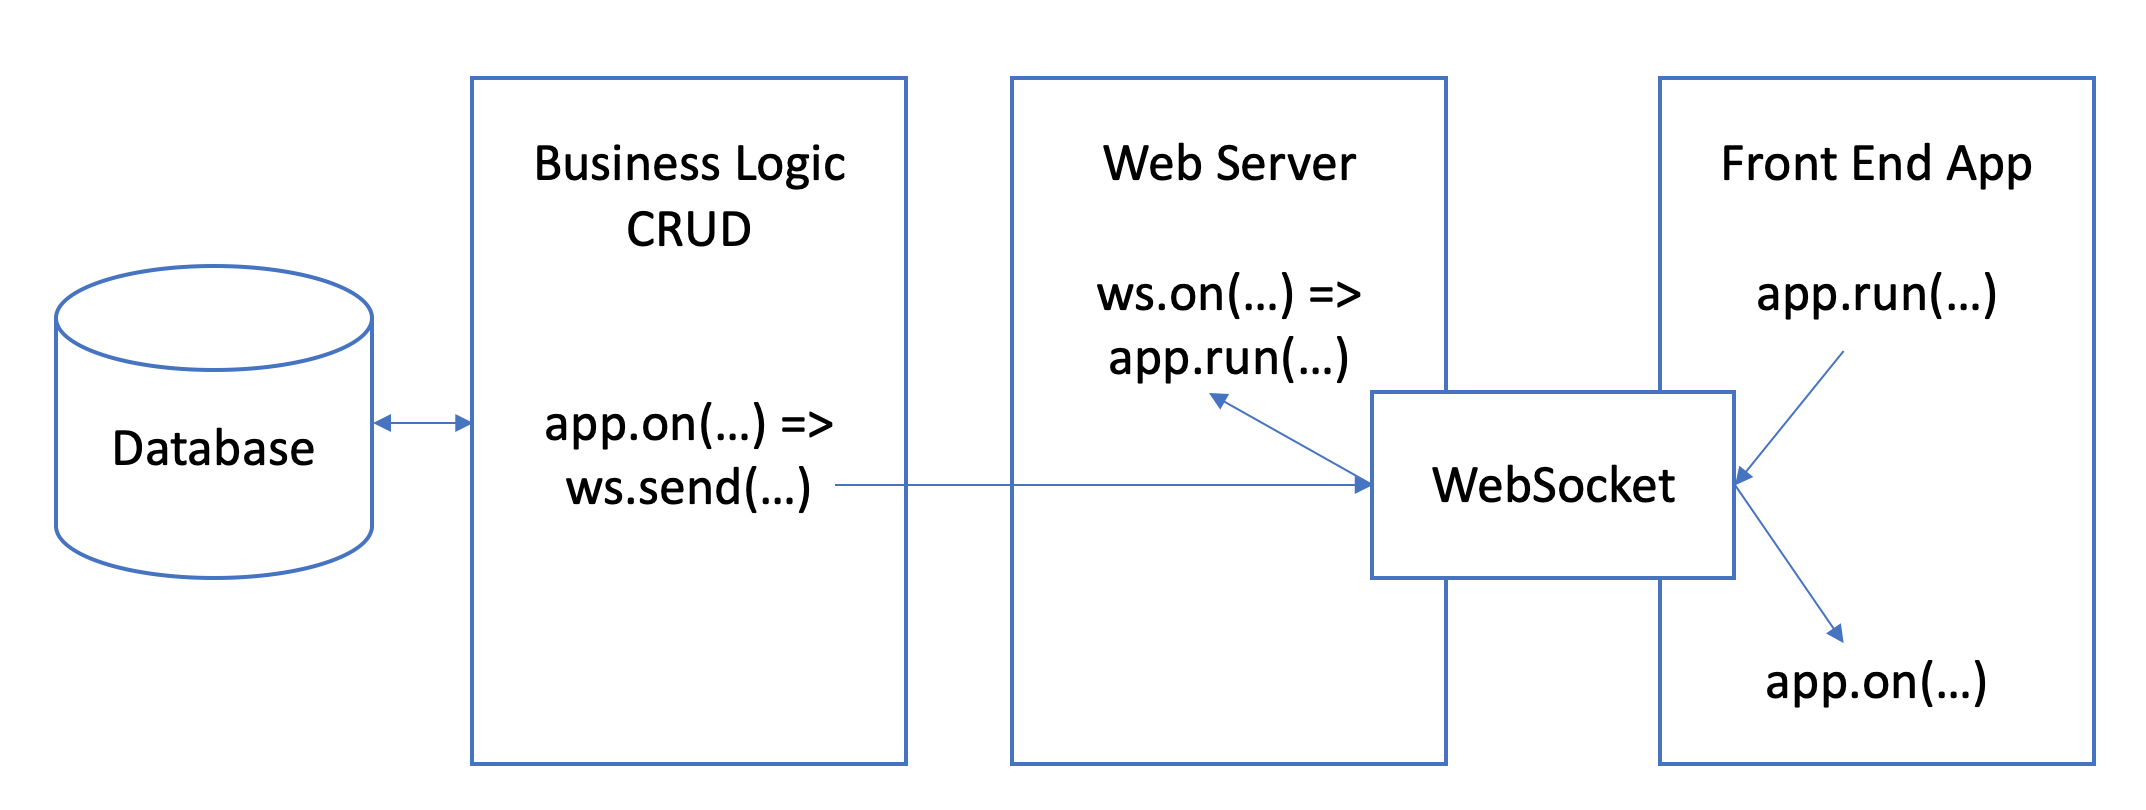 Database
Business Logic
CRUD
app.on(...) =>
ws.send(...)
Web Server
ws.on(...) =>
app.run(...)
WebSocket
Front End App
app.run(...)
app.on(...)